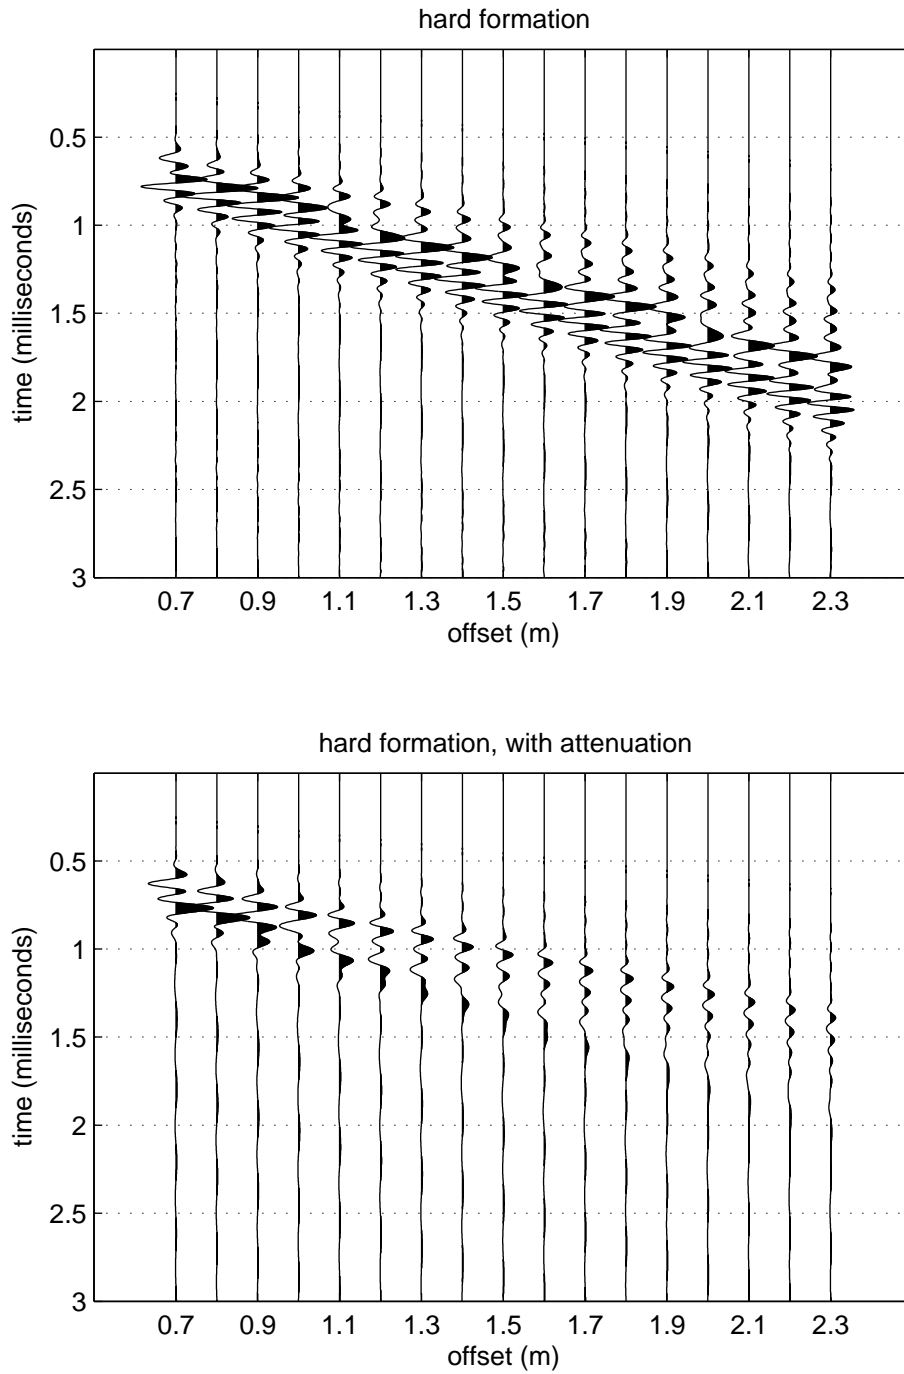 hard formation
0.5
1
1.5
2
2.5
3
time (milliseconds)
0.7 0.9 1.1 1.3 1.5 1.7 1.9 2.1 2.3
offset (m)
hard formation, with attenuation
0.5
1
1.5
2
2.5
3
time (milliseconds)
0.7 0.9 1.1 1.3 1.5 1.7 1.9 2.1 2.3
offset (m)